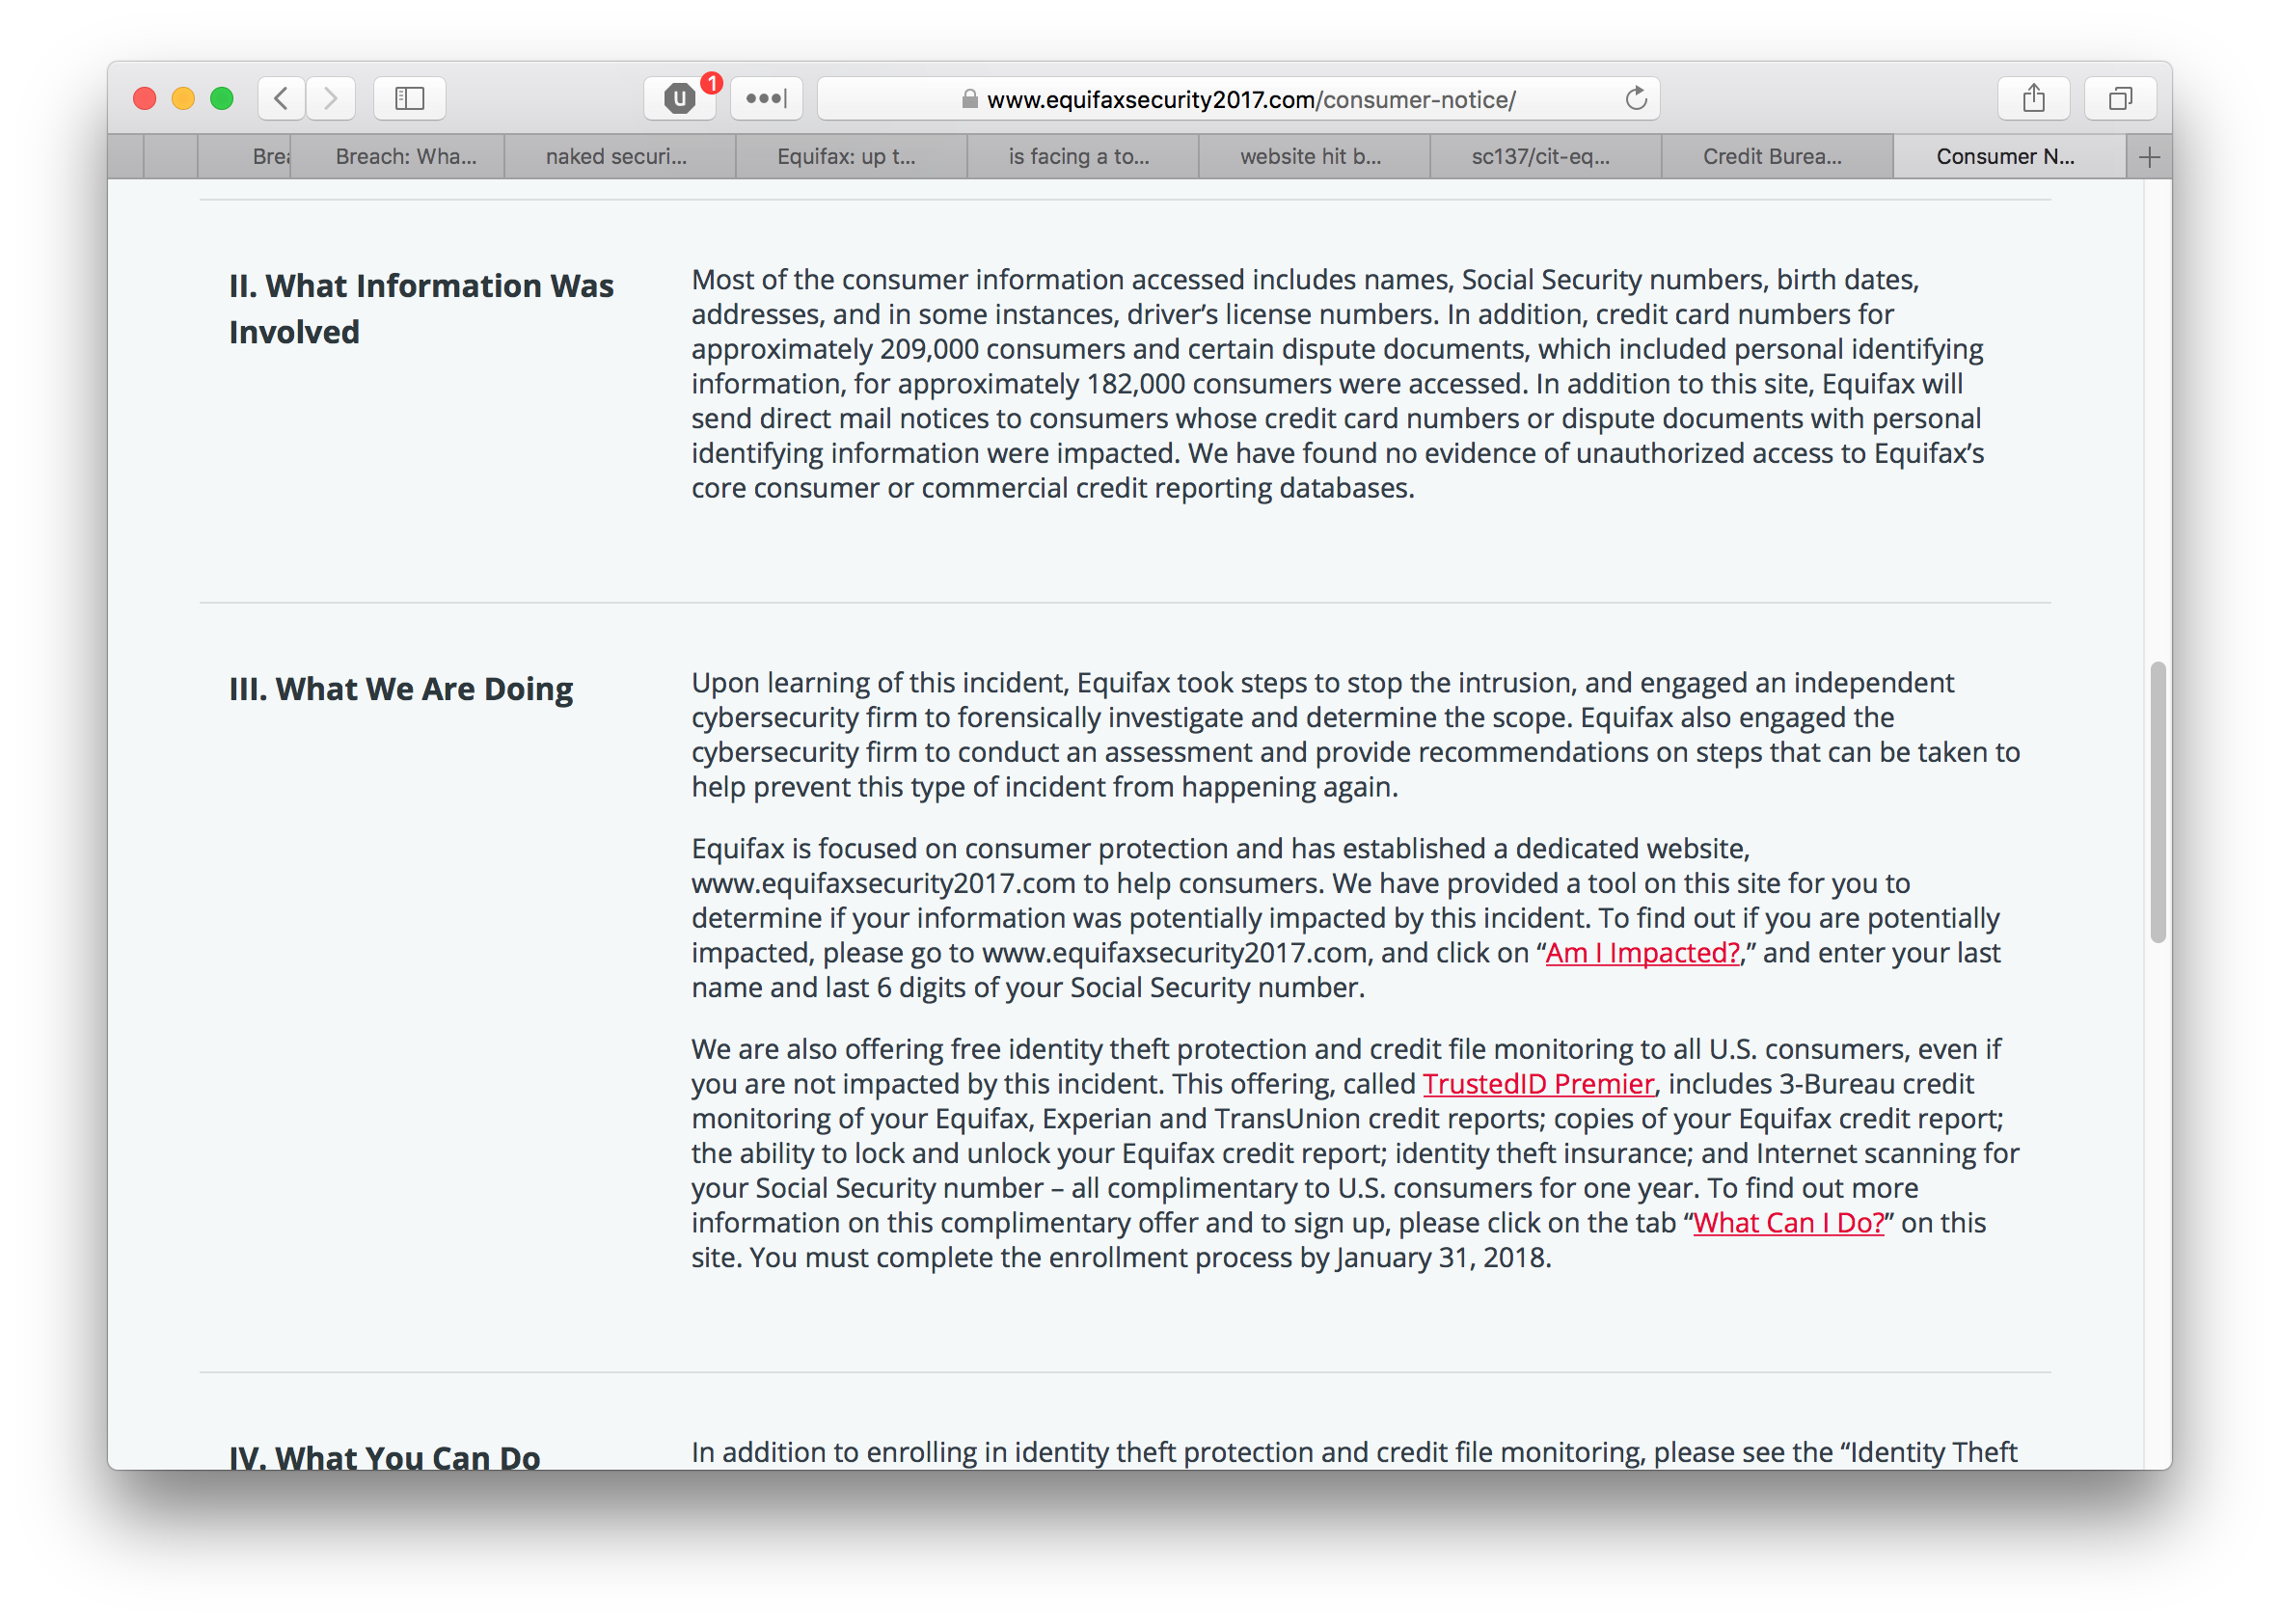 U
1
www.equifaxsecurity2017.com/consumer-notice/
Brea
Breach: Wha...
naked securi...
Equifax: up t...
is facing a to...
website hit b...
sc137/cit-eq...
Credit Burea...
Consumer N...
II. What Information Was
Involved
Most of the consumer information accessed includes names, Social Security numbers, birth dates,
addresses, and in some instances, driver’s license numbers. In addition, credit card numbers for
approximately 209,000 consumers and certain dispute documents, which included personal identifying
information, for approximately 182,000 consumers were accessed. In addition to this site, Equifax will
send direct mail notices to consumers whose credit card numbers or dispute documents with personal
identifying information were impacted. We have found no evidence of unauthorized access to Equifax’s
core consumer or commercial credit reporting databases.
III. What We Are Doing
Upon learning of this incident, Equifax took steps to stop the intrusion, and engaged an independent
cybersecurity firm to forensically investigate and determine the scope. Equifax also engaged the
cybersecurity firm to conduct an assessment and provide recommendations on steps that can be taken to
help prevent this type of incident from happening again.
Equifax is focused on consumer protection and has established a dedicated website,
www.equifaxsecurity2017.com to help consumers. We have provided a tool on this site for you to
determine if your information was potentially impacted by this incident. To find out if you are potentially
impacted, please go to www.equifaxsecurity2017.com, and click on “Am I Impacted?,” and enter your last
name and last 6 digits of your Social Security number.
We are also offering free identity theft protection and credit file monitoring to all U.S. consumers, even if
you are not impacted by this incident. This offering, called TrustedID Premier, includes 3-Bureau credit
monitoring of your Equifax, Experian and TransUnion credit reports; copies of your Equifax credit report;
the ability to lock and unlock your Equifax credit report; identity theft insurance; and Internet scanning for
your Social Security number – all complimentary to U.S. consumers for one year. To find out more
information on this complimentary offer and to sign up, please click on the tab “What Can I Do?” on this
site. You must complete the enrollment process by January 31, 2018.
IV. What You Can Do
In addition to enrolling in identity theft protection and credit file monitoring, please see the “Identity Theft